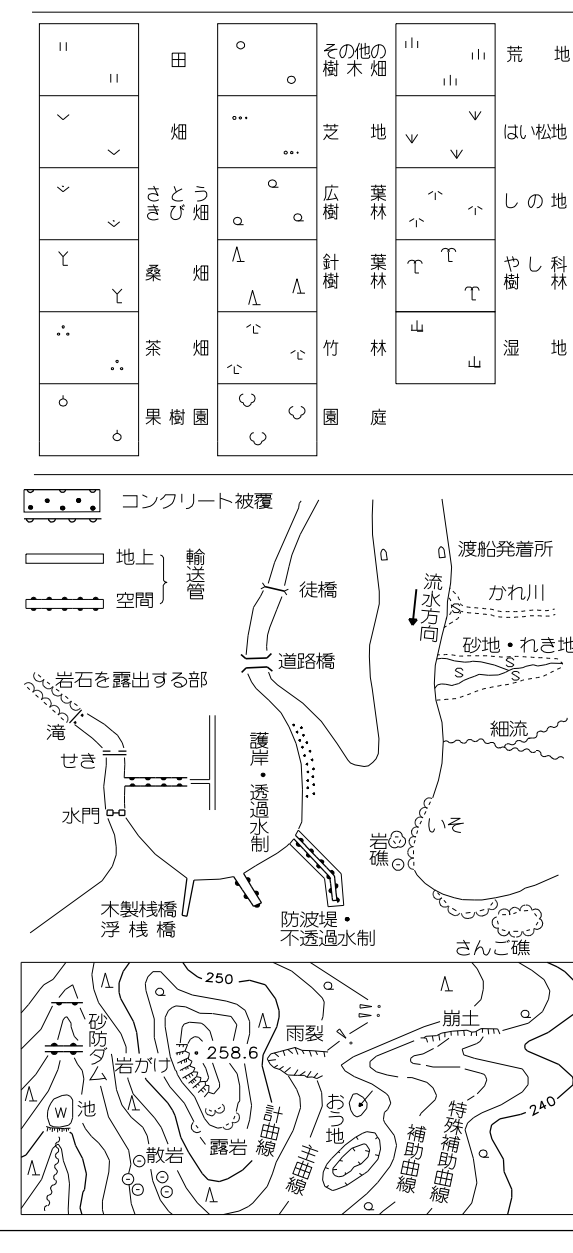 田
畑
さとう
きび畑
桑畑
茶畑
果樹園
その他の
樹木畑
芝地
広葉
樹林
針葉
樹林
竹林
園庭
荒地
はい松地
しの地
やし科
樹林
湿地
コンクリート被覆
地上
空間
輸送管
徒橋
道路橋
渡船発着所
流水方向
かれ川
S
砂地・れき地
S
S
細流
岩石を露出する部
滝
せき
水門
護岸・透過水制
いそ
岩礁
木製桟橋
浮桟橋
防波堤・
不透過水制
さんご礁
250
砂防ダム
岩がけ
258.6
雨裂
崩土
W
池
散岩
露岩
計曲線
主曲線
おう地
補助曲線
特殊補助曲線
240